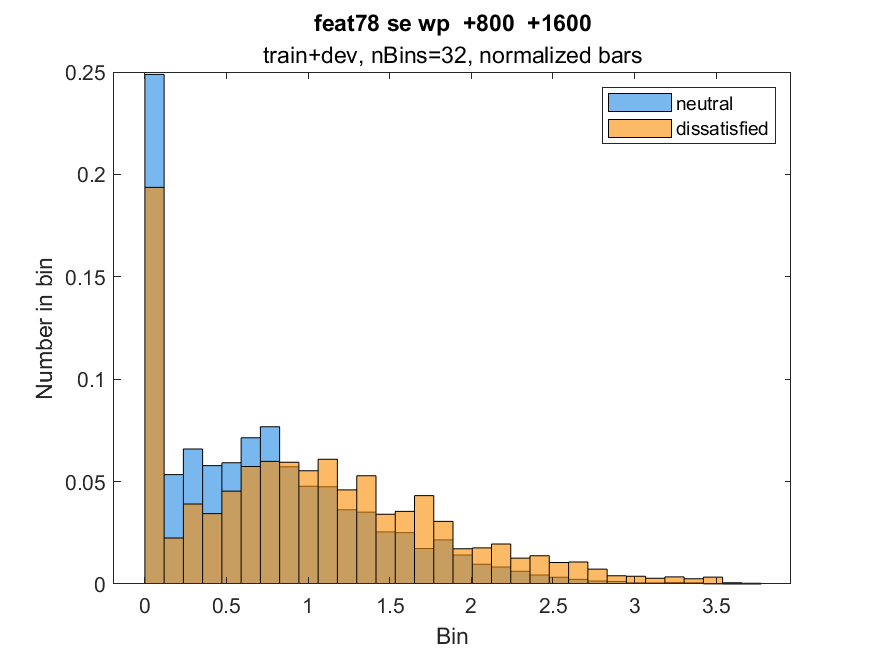 feat78 se wp  +800  +1600
train+dev, nBins=32, normalized bars
neutral
dissatisfied
Number in bin
0.25
0.2
0.15
0.1
0.05
0
0 0.5 1 1.5 2 2.5 3 3.5
Bin